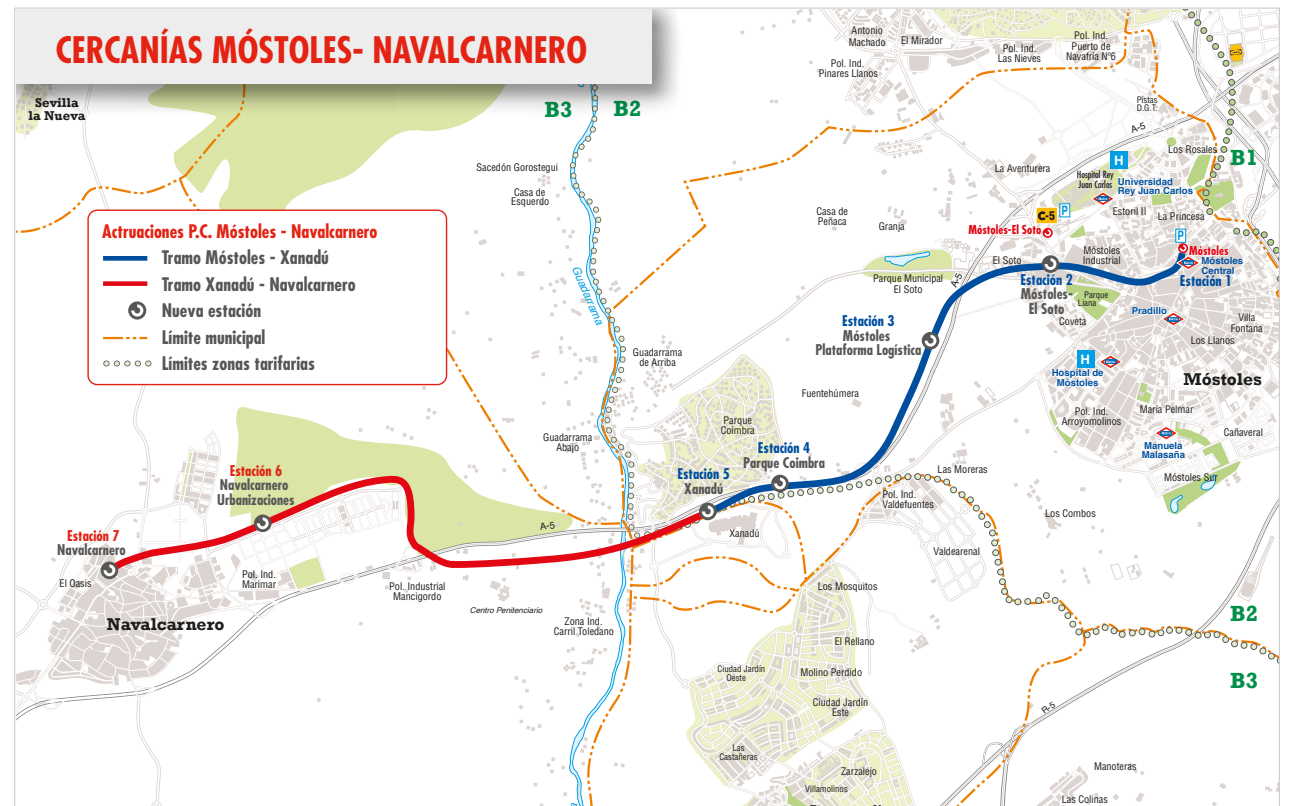 CERCANÍAS MÓSTOLES- NAVALCARNERO
Sevilla
la Nueva
B3
B2
Antonio
Machado
El Mirador
Pol. Ind.
Pinares Llanos
Pol. Ind.
Las Nieves
Pol. Ind.
Puerto de
Navafría Nº6
Pistas
D.G.T.
A-5
Los Rosales
B1
H
Hospital Rey
Juan Carlos
Universidad
Rey Juan Carlos
La Aventurera
Sacedón Gorostegui
Casa de
Esquerdo
Casa de
Peñaca
Granja
C-5
P
Móstoles-El Soto
Estoril II
La Princesa
P
Móstoles
Móstoles
Central
Estación 1
Móstoles
Industrial
El Soto
Estación 2
Móstoles-
El Soto
Parque
Liana
Coveta
Pradillo
Villa
Fontana
Los Llanos
Parque Municipal
El Soto
A-5
Actruaciones P.C. Móstoles - Navalcarnero
Tramo Móstoles - Xanadú
Tramo Xanadú - Navalcarnero
Nueva estación
Límite municipal
Límites zonas tarifarias
Guadarrama
Guadarrama
de Arriba
Estación 3
Móstoles
Plataforma Logística
H
Hospital de
Móstoles
Móstoles
Fuentehúmera
Pol. Ind.
Arroyomolinos
María Pelmar
Cañaveral
Manuela
Malasaña
Móstoles Sur
Parque
Coimbra
Guadarrama
Abajo
Estación 4
Parque Coimbra
Estación 5
Xanadú
Xanadú
Las Moreras
Pol. Ind.
Valdefuentes
Los Combos
Valdearenal
Estación 6
Navalcarnero
Urbanizaciones
Estación 7
Navalcarnero
El Oasis
Pol. Ind.
Marimar
A-5
Pol. Industrial
Mancigordo
Centro Penitenciario
Navalcarnero
Zona Ind.
Carril Toledano
Los Mosquitos
El Rellano
Molino Perdido
Ciudad Jardín
Oeste
Ciudad Jardín
Este
Las
Castañeras
Zarzalejo
Villamolinos
B2
B3
R-5
Manoteras
Las Colinas